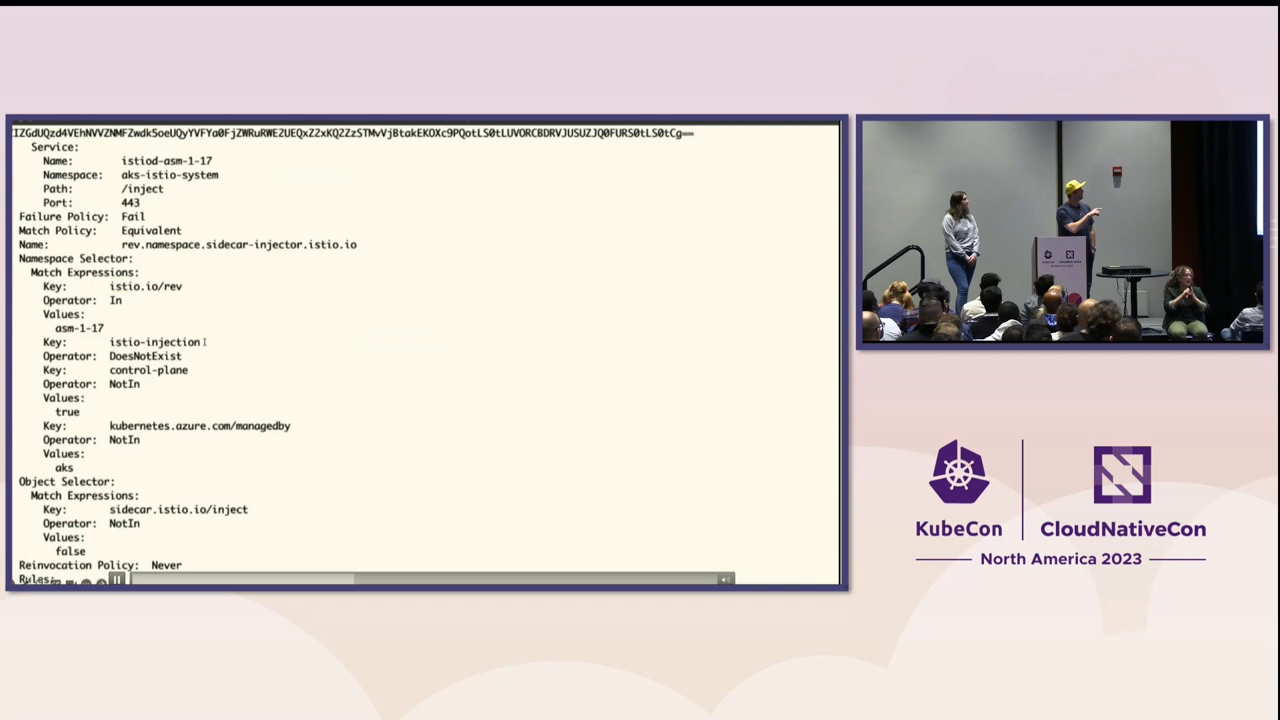 IZGdUQzd4VEhNVVZNMFZwdk5oeUQyYVFYa0FjZWRuRWE2UEQxZ2xKQ2ZzSTMvVjBtakEKOXc9PQotLS0tLUVORCBDRVJUSUZJQ0FURS0tLS0tCg==
Service:
Name: istiod-asm-1-17
Namespace: aks-istio-system
Path: /inject
Port: 443
Failure Policy: Fail
Match Policy: Equivalent
Name: rev.namespace.sidecar-injector.istio.io
Namespace Selector:
Match Expressions:
Key: istio.io/rev
Operator: In
Values:
asm-1-17
Key: istio-injection
Operator: DoesNotExist
Key: control-plane
Operator: NotIn
Values:
true
Key: kubernetes.azure.com/managedby
Operator: NotIn
Values:
aks
Object Selector:
Match Expressions:
Key: sidecar.istio.io/inject
Operator: NotIn
Values:
false
Reinvocation Policy: Never
Rules:
KubeCon
CloudNativeCon
North America 2023